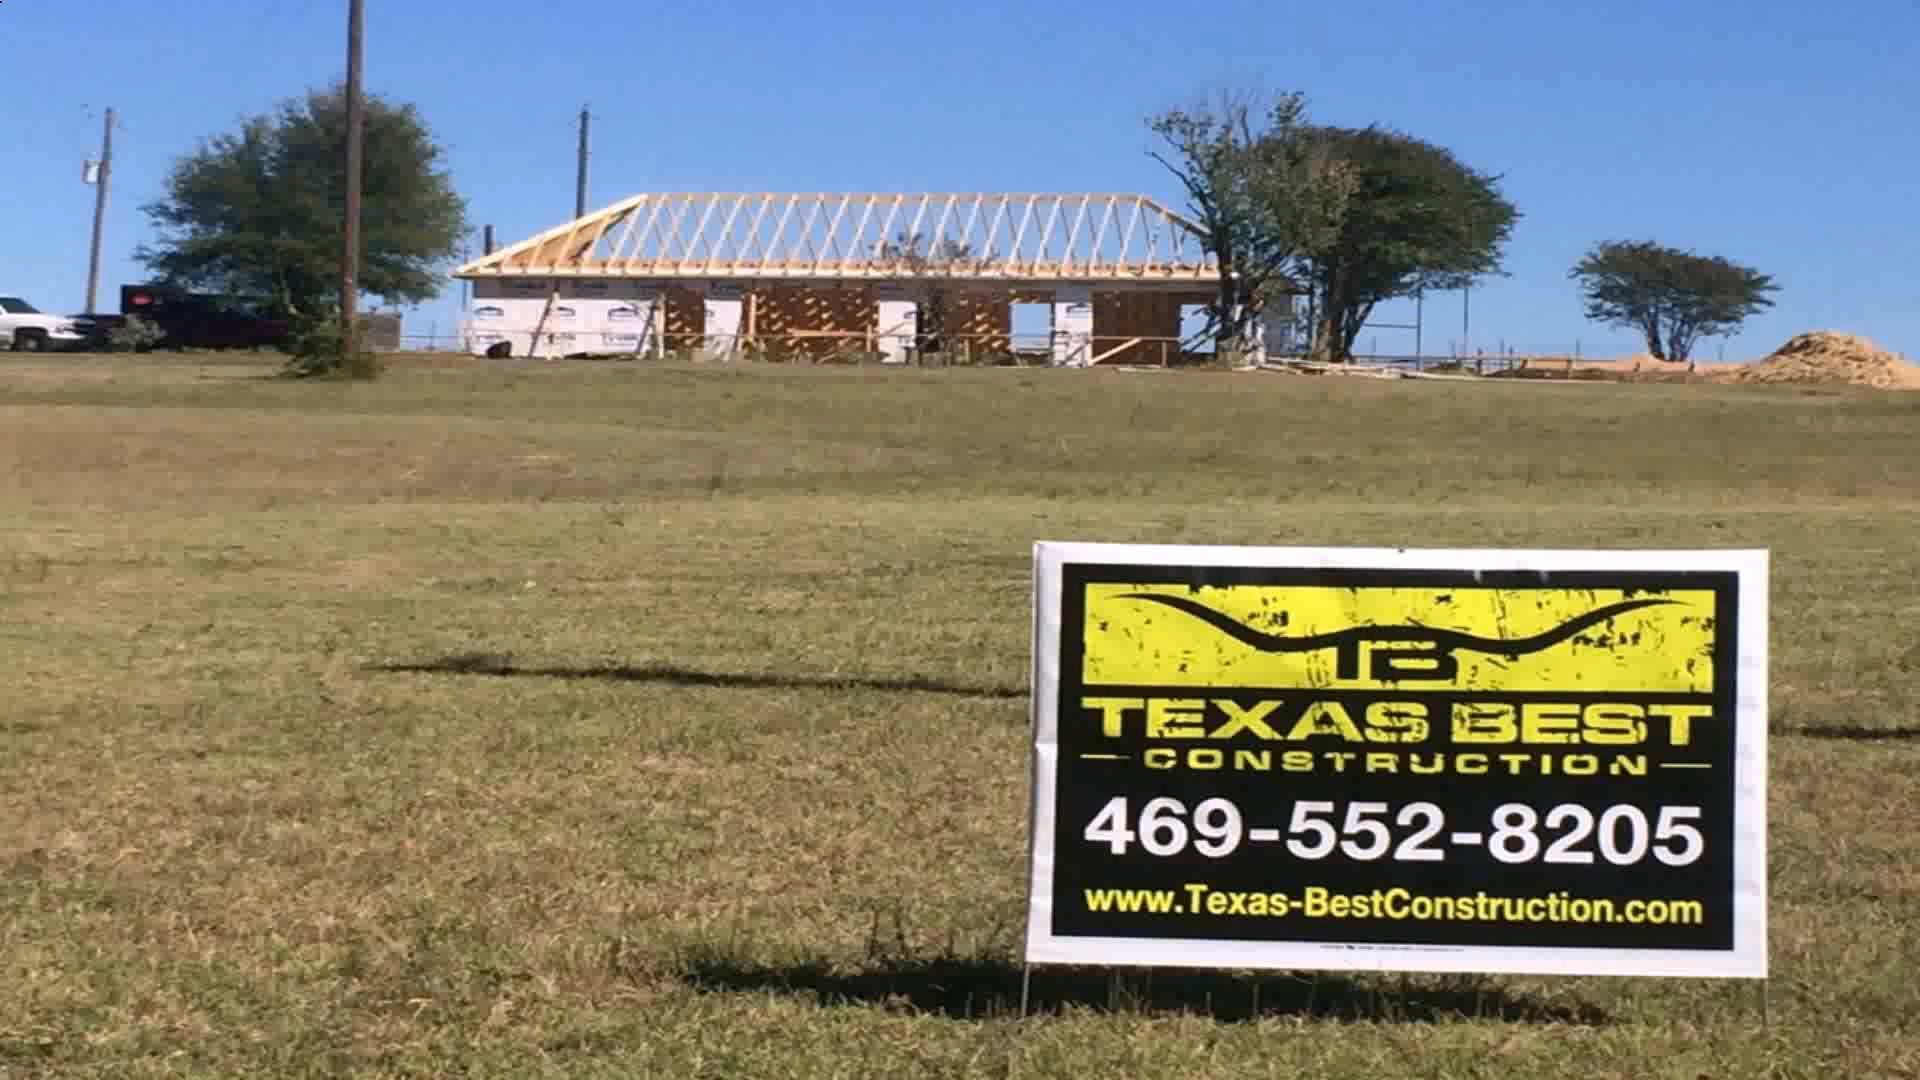 TB
TEXAS BEST
CONSTRUCTION
469-552-8205
www.Texas-BestConstruction.com